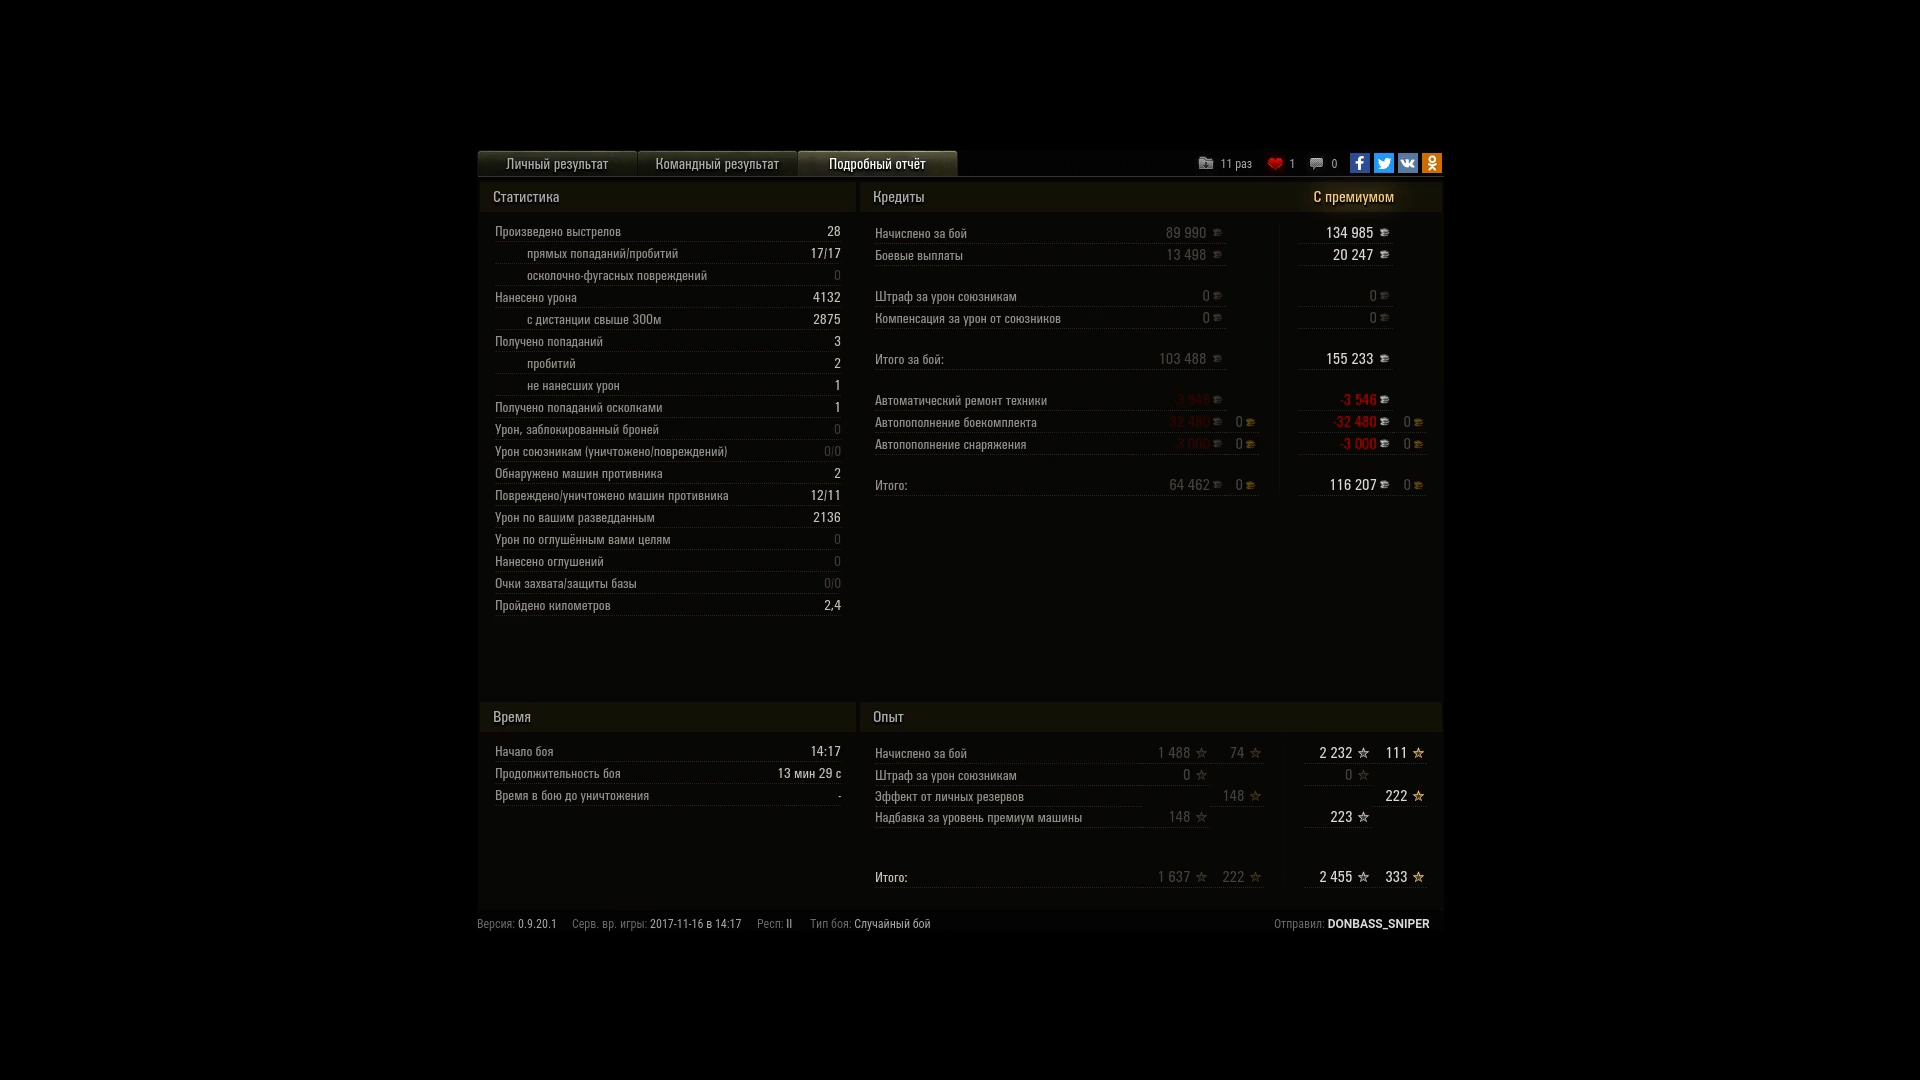 Личный результат Командный результат Подробный отчёт 11 раз 1 0
Статистика
Произведено выстрелов 28
прямых попаданий/пробитий 17/17
осколочно-фугасных повреждений 0
Нанесено урона 4132
с дистанции свыше 300м 2875
Получено попаданий 3
пробитий 2
не нанесших урон 1
Получено попаданий осколками 1
Урон, заблокированный броней 0
Урон союзникам (уничтожено/повреждений) 0/0
Обнаружено машин противника 2
Повреждено/уничтожено машин противника 12/11
Урон по вашим разведданным 2136
Урон по оглушённым вами целям 0
Нанесено оглушений 0
Очки захвата/защиты базы 0/0
Пройдено километров 2,4
Кредиты С премиумом
Начислено за бой 89 990 134 985
Боевые выплаты 13 498 20 247
Штраф за урон союзникам 0 0
Компенсация за урон от союзников 0 0
Итого за бой: 103 488 155 233
Автоматический ремонт техники -3 546 -3 546
Автопополнение боекомплекта -32 480 0 -32 480 0
Автопополнение снаряжения -3 000 0 -3 000 0
Итого: 64 462 0 116 207 0
Время
Начало боя 14:17
Продолжительность боя 13 мин 29 с
Время в бою до уничтожения -
Опыт
Начислено за бой 1 488 74 2 232 111
Штраф за урон союзникам 0 0
Эффект от личных резервов 148 222
Надбавка за уровень премиум машины 148 223
Итого: 1 637 222 2 455 333
Версия: 0.9.20.1 Серв. вр. игры: 2017-11-16 в 14:17 Респ: II Тип боя: Случайный бой Отправил: DONBASS_SNIPER